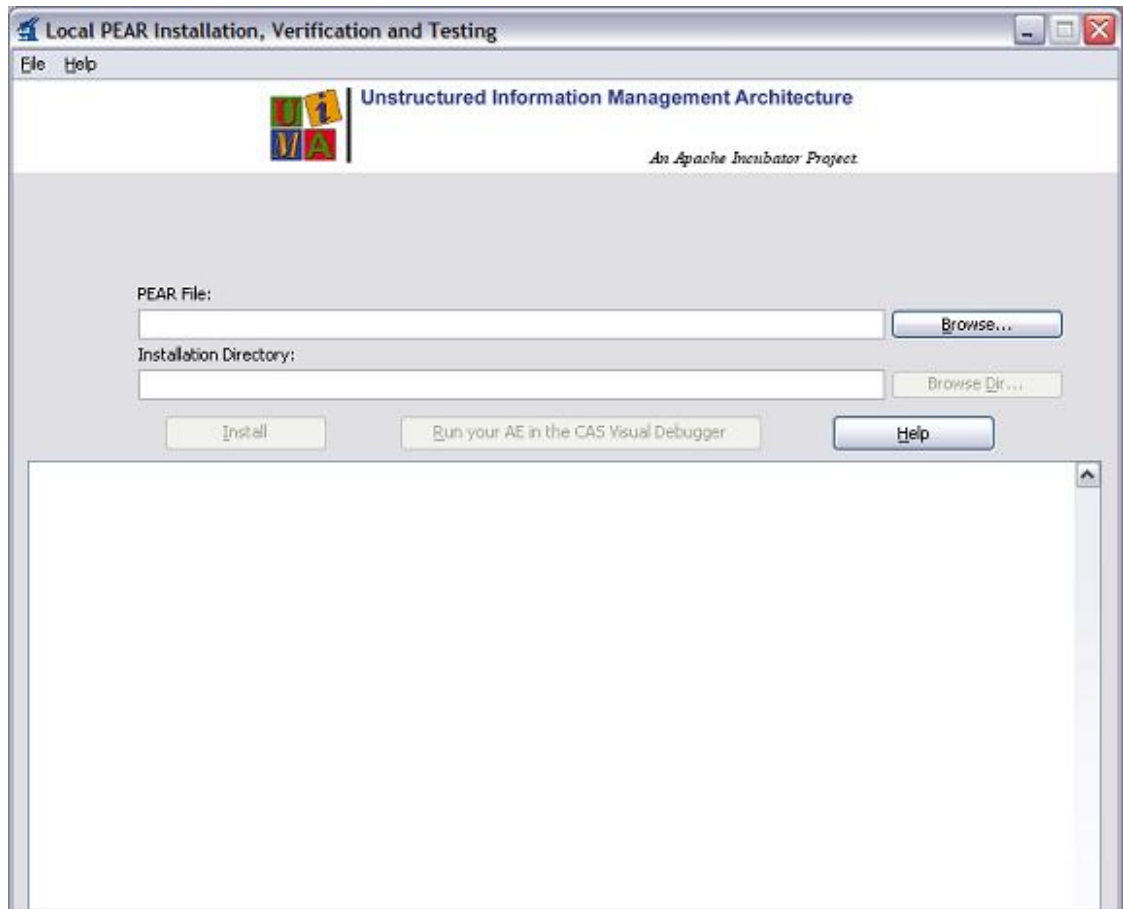 Local PEAR Installation, Verification and Testing
File Help
UiMA
Unstructured Information Management Architecture
An Apache Incubator Project
PEAR File:
Browse...
Installation Directory:
Browse Dir...
Install Run your AE in the CAS Visual Debugger Help